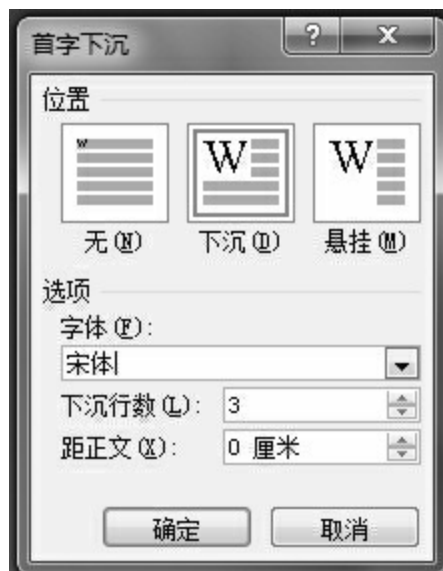 首字下沉
位置
W W W
无(N) 下沉(D) 悬挂(M)
选项
字体(F):
宋体
下沉行数(L): 3
距正文(X): 0 厘米
确定 取消